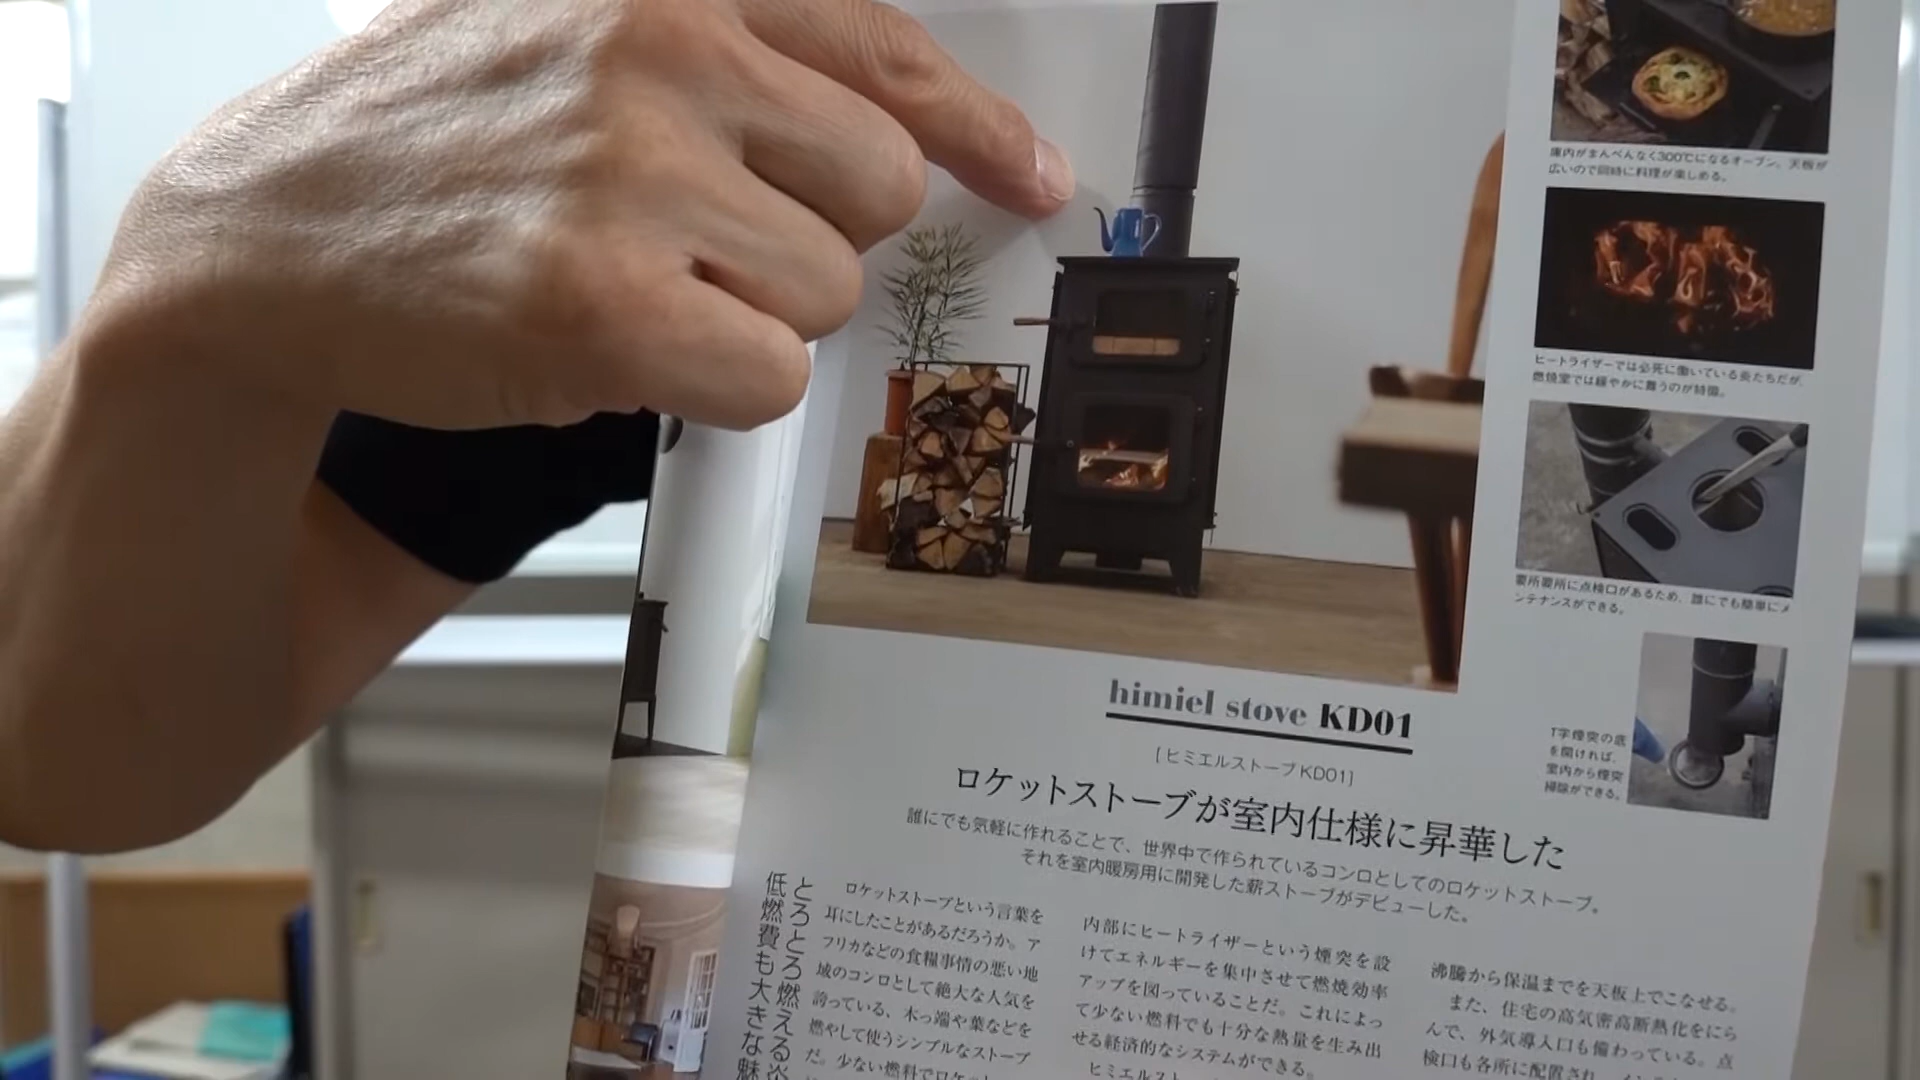 庫内がまんべんなく300℃になるオーブン。天板が
広いので同時に料理が楽しめる。
ヒートライザーでは必死に働いている炎たちだが、
燃焼室では緩やかに舞うのが特徴。
要所要所に点検口があるため、誰にでも簡単にメ
ンテナンスができる。
T字煙突の底
を開ければ、
室内から煙突
掃除ができる。
himiel stove KD01
[ヒミエルストーブKD01]
ロケットストーブが室内仕様に昇華した
誰にでも気軽に作れることで、世界中で作られているコンロとしてのロケットストーブ。
それを室内暖房用に開発した薪ストーブがデビューした。
とろとろ燃える炎
低燃費も大きな魅
ロケットストーブという言葉を
耳にしたことがあるだろうか。ア
フリカなどの食糧事情の悪い地
域のコンロとして絶大な人気を
誇っている、木っ端や葉などを
燃やして使うシンプルなストーブ
だ。少ない燃料でロケット
内部にヒートライザーという煙突を設
けてエネルギーを集中させて燃焼効率
アップを図っていることだ。これによっ
て少ない燃料でも十分な熱量を生み出
せる経済的なシステムができる。
ヒミエルスト
沸騰から保温までを天板上でこなせる。
また、住宅の高気密高断熱化をにら
んで、外気導入口も備わっている。点
検口も各所に配置され